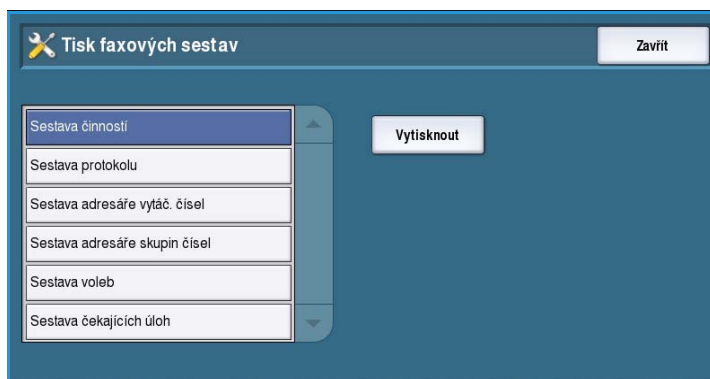 Tisk faxových sestav
Zavřít
Sestava činností
Vytisknout
Sestava protokolu
Sestava adresáře vytáč. čísel
Sestava adresáře skupin čísel
Sestava voleb
Sestava čekajících úloh